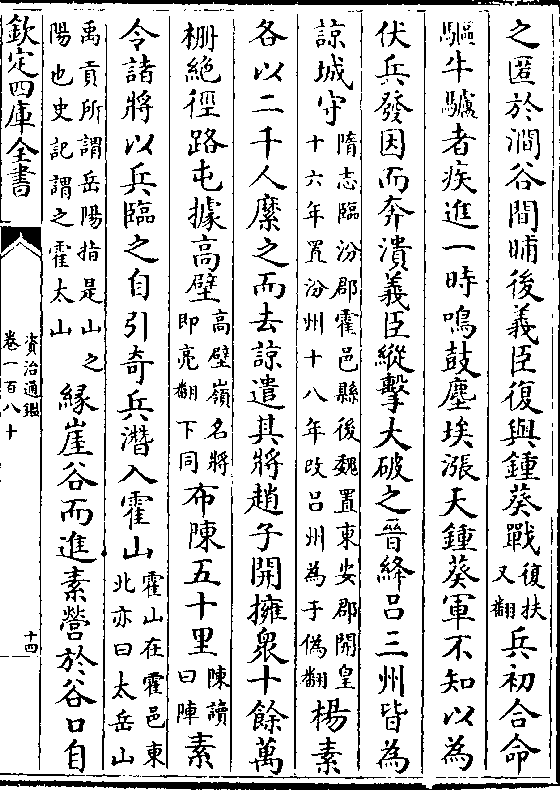 之匿於澗谷間晡後義臣復與鍾葵戰復扶又翻兵初合命
驅牛驢者疾進一時鳴鼓塵埃漲天鍾葵軍不知以為
伏兵發因而奔潰義臣縱擊大破之晉絳呂三州皆為
諒城守隋志臨汾郡霍邑縣後魏置東安郡開皇十六年置汾州十八年改呂州為于偽翻楊素
各以二千人縻之而去諒遣其將趙子開擁衆十餘萬
柵絶徑路屯據高壁高壁嶺名將即亮翻下同布陳五十里陳讀曰陣素
令諸將以兵臨之自引奇兵潛入霍山霍山在霍邑東北亦曰太岳山
禹貢所謂岳陽指是山之陽也史記謂之霍太山縁崖谷而進素營於谷口自
欽定四庫全書
資治通鑑
卷一百八十
十四